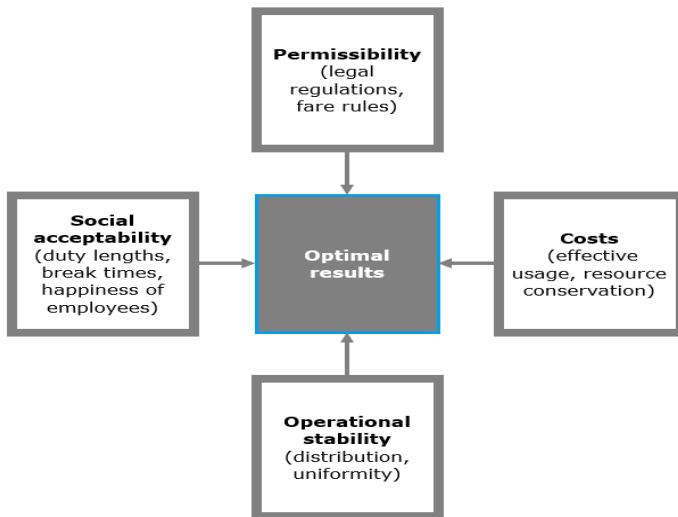 Permissibility
(legal
regulations,
fare rules)
Social
acceptability
(duty lengths,
break times,
happiness of
employees)
Optimal
results
Costs
(effective
usage, resource
conservation)
Operational
stability
(distribution,
uniformity)